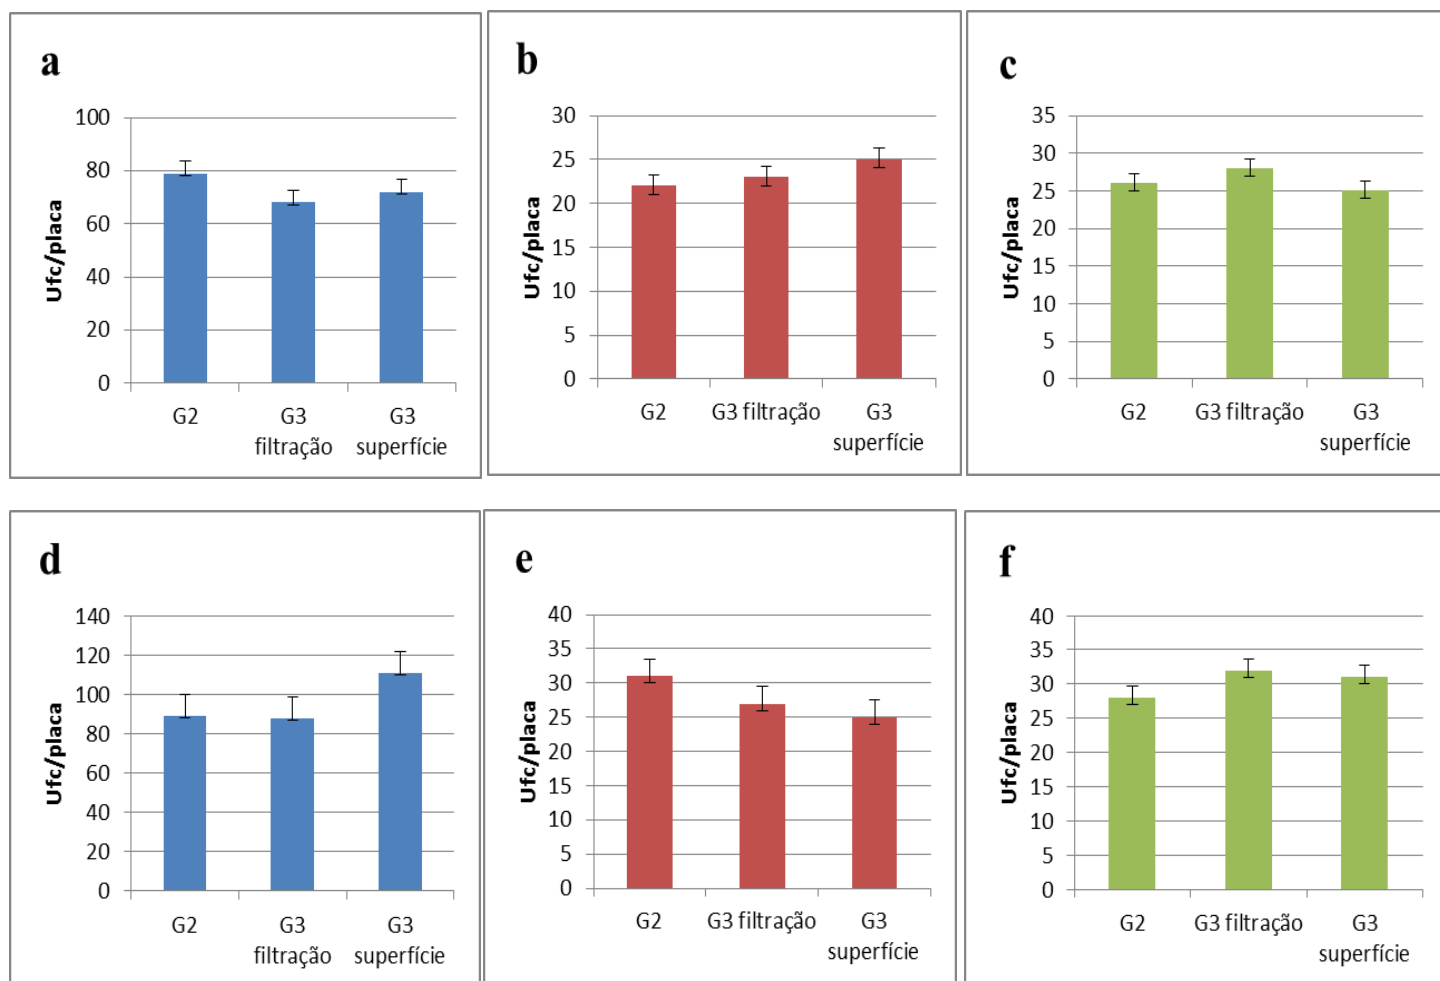 a
Ufc/placa
100
80
60
40
20
0
G2
G3
filtração
G3
superfície
b
Ufc/placa
30
25
20
15
10
5
0
G2
G3 filtração
G3
superfície
c
Ufc/placa
35
30
25
20
15
10
5
0
G2
G3 filtração
G3
superfície
d
Ufc/placa
140
120
100
80
60
40
20
0
G2
G3
filtração
G3
superfície
e
Ufc/placa
40
35
30
25
20
15
10
5
0
G2
G3 filtração
G3
superfície
f
Ufc/placa
40
35
30
25
20
15
10
5
0
G2
G3 filtração
G3
superfície